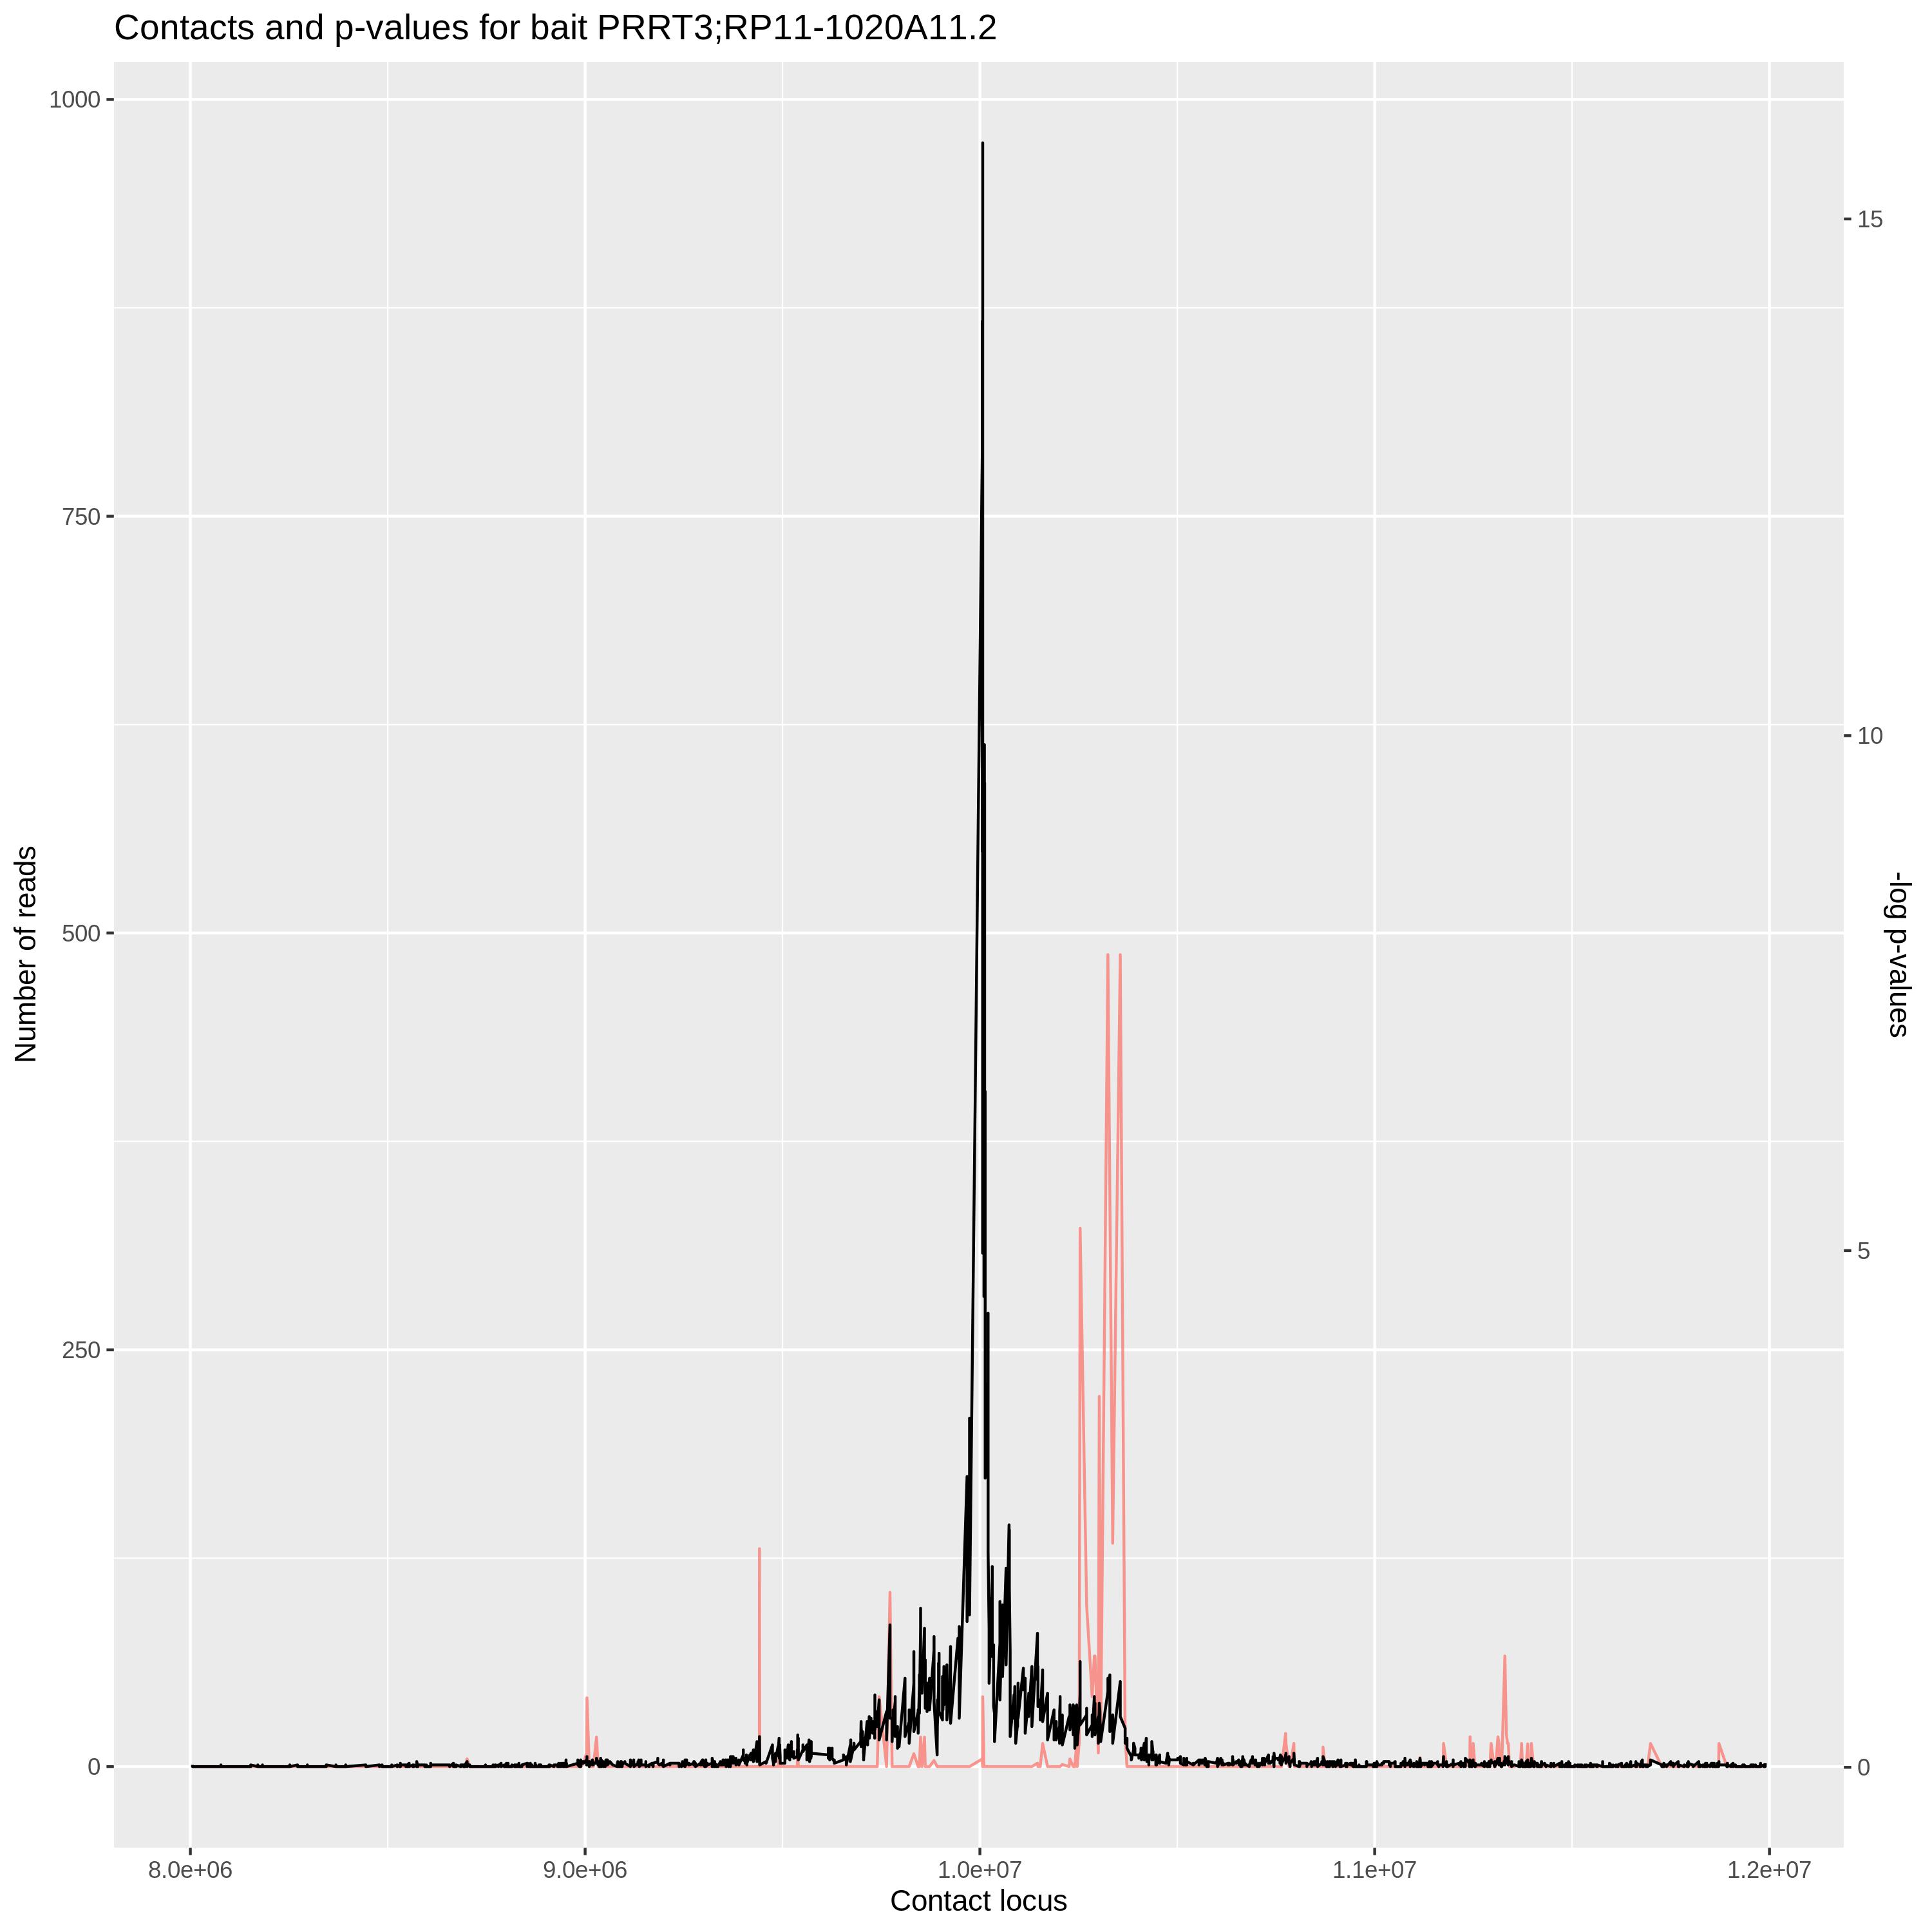 Contacts and p-values for bait PRRT3;RP11-1020A11.2
1000
750
500
250
0
Number of reads
15
10
5
0
-log p-values
8.0e+06
9.0e+06
1.0e+07
1.1e+07
1.2e+07
Contact locus